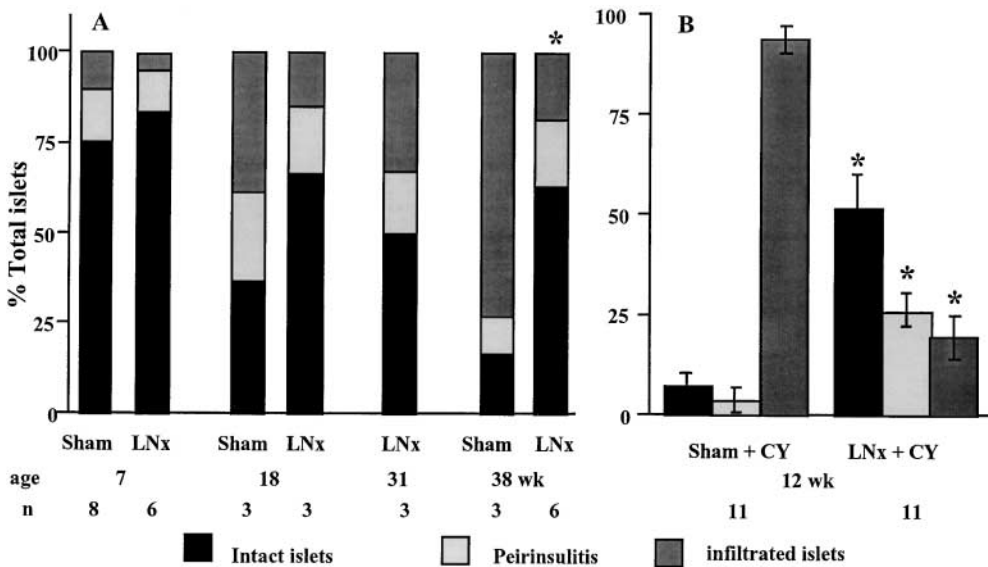 A
B
*
% Total islets
100
75
50
25
0
100
75
50
25
0
*
*
*
Sham LNx Sham LNx LNx Sham LNx
age 7 18 31 38 wk
n 8 6 3 3 3 3 6
Sham + CY LNx + CY
12 wk
11 11
Intact islets Peirinsulitis infiltrated islets